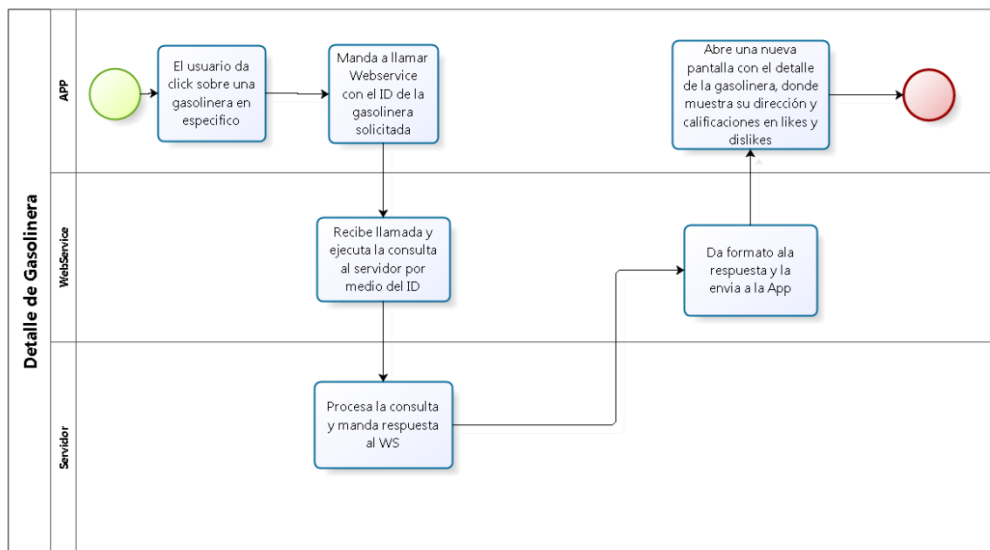 Detalle de Gasolinera
APP
El usuario da
click sobre una
gasolinera en
especifico
Manda a llamar
Webservice
con el ID de la
gasolinera
solicitada
Abre una nueva
pantalla con el detalle
de la gasolinera, donde
muestra su dirección y
calificaciones en likes y
dislikes
WebService
Recibe llamada y
ejecuta la consulta
al servidor por
medio del ID
Da formato ala
respuesta y la
envia a la App
Servidor
Procesa la consulta
y manda respuesta
al WS